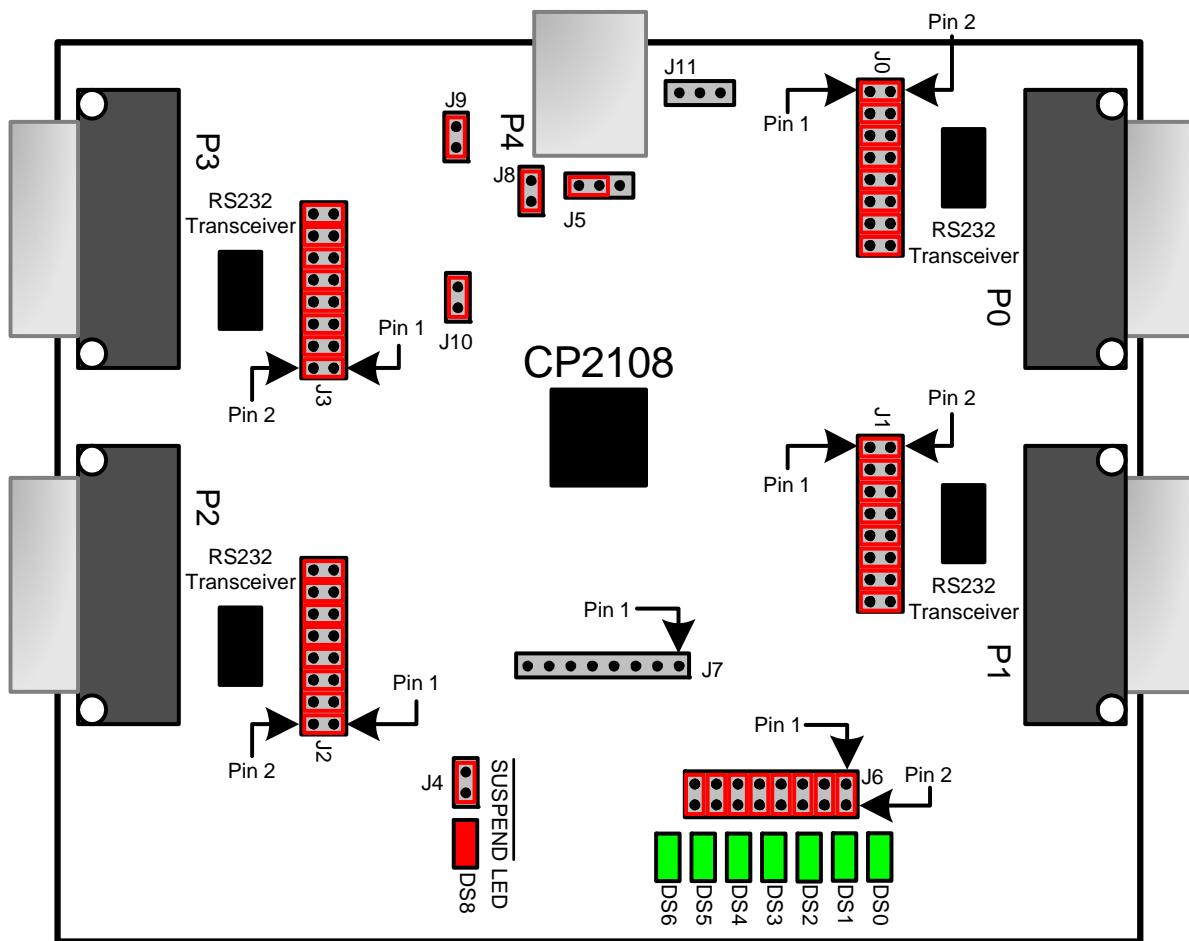 Pin 2
J11
J0
J9
P4
Pin 1
P3
J8
RS232
Transceiver
J5
RS232
Transceiver
P0
Pin 1
J10
CP2108
J3
Pin 2
J1
Pin 2
Pin 1
P2
RS232
Transceiver
RS232
Transceiver
Pin 1
P1
J7
Pin 1
J2
Pin 2
Pin 1
J4
SUSPEND LED
J6
Pin 2
DS8
DS6
DS5
DS4
DS3
DS2
DS1
DS0